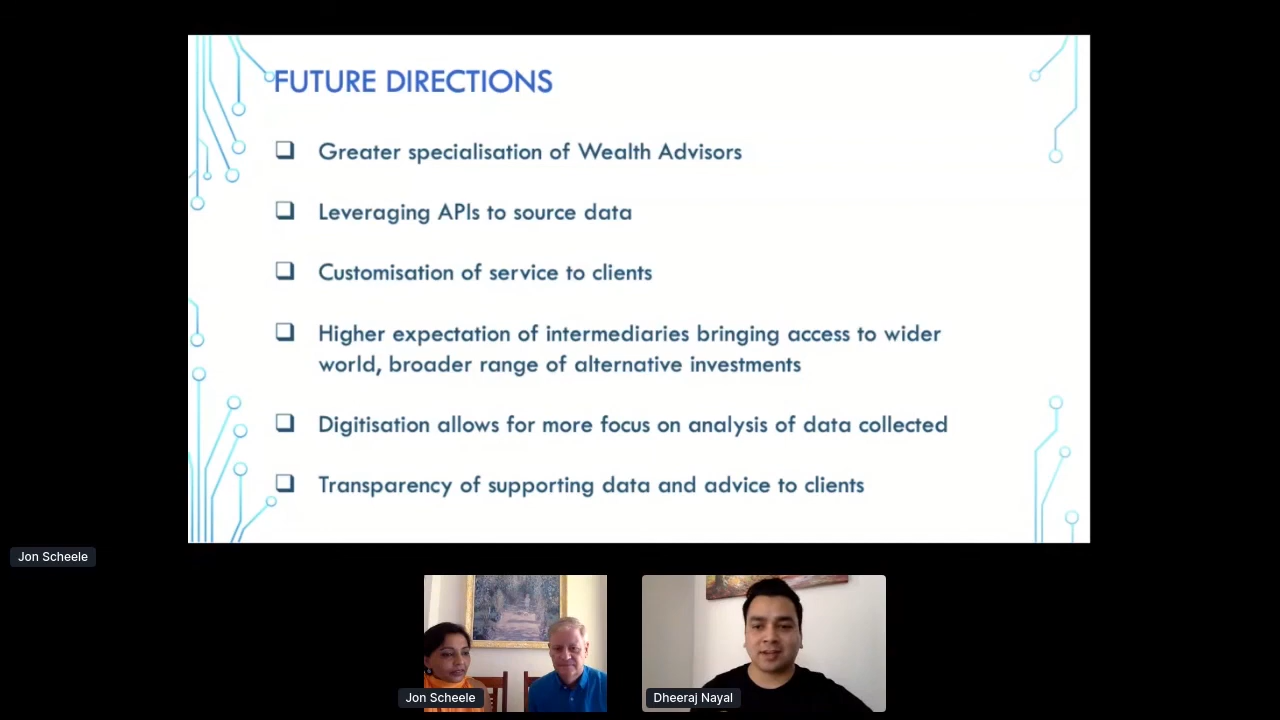 FUTURE DIRECTIONS
Greater specialisation of Wealth Advisors
Leveraging APIs to source data
Customisation of service to clients
Higher expectation of intermediaries bringing access to wider
world, broader range of alternative investments
Digitisation allows for more focus on analysis of data collected
Transparency of supporting data and advice to clients
Jon Scheele
Jon Scheele
Dheeraj Nayal